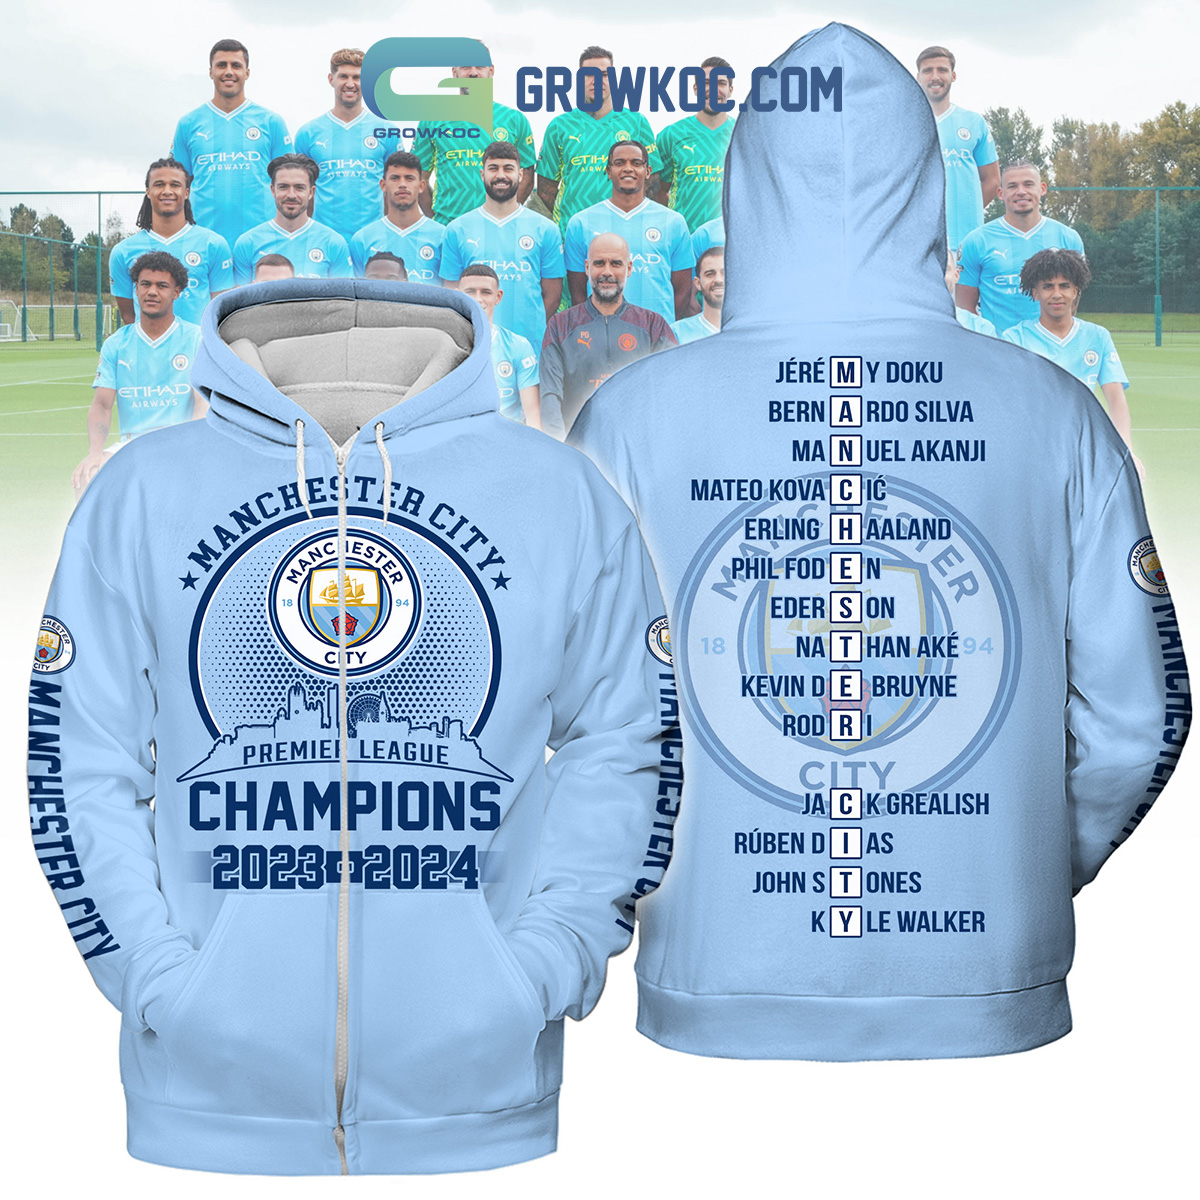 GROWKOC
GROWKOC.COM
ETIHAD
AIRWAYS
PG
MANCHESTER CITY
MANCHESTER
18 94
CITY
PREMIER LEAGUE
CHAMPIONS
2023-2024
MANCHESTER CITY
JÉRÉMY DOKU
BERNARDO SILVA
MANUEL AKANJI
MATEO KOVACIĆ
ERLING HAALAND
PHIL FODEN
EDERSON
NATHAN AKÉ
KEVIN DE BRUYNE
RODRI
JACK GREALISH
RÚBEN DIAS
JOHN STONES
KYLE WALKER
MANCHESTER
18 94
CITY
MANCHESTER CITY
MANCHESTER CITY